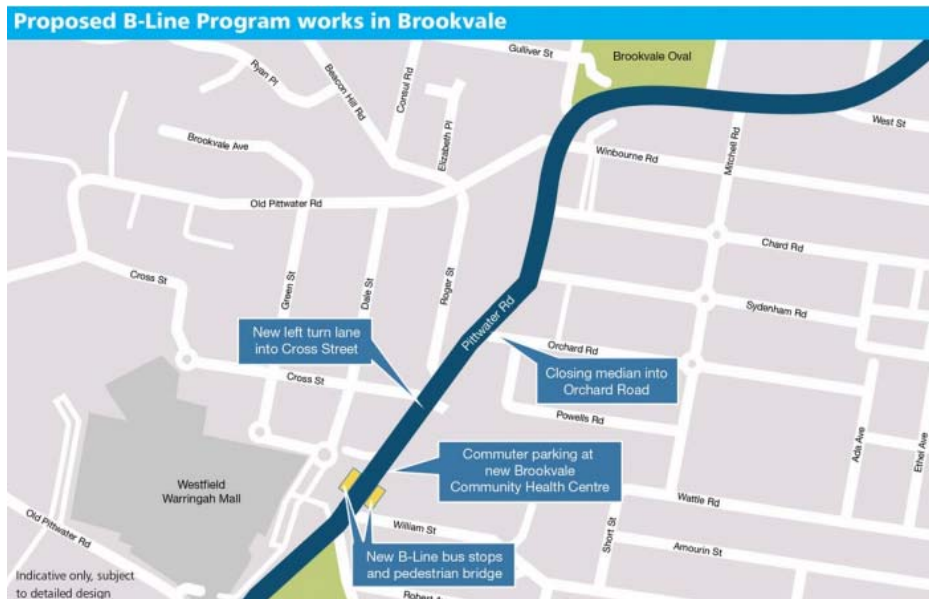 Proposed B-Line Program works in Brookvale
Gulliver St
Brookvale Oval
Ryan Pl
Beacon Hill Rd
Consul Rd
Elizabeth Pl
West St
Mitchell Rd
Brookvale Ave
Winbourne Rd
Old Pittwater Rd
Chard Rd
Cross St
Green St
Dale St
Roger St
Sydenham Rd
Pittwater Rd
New left turn lane
into Cross Street
Orchard Rd
Closing median into
Orchard Road
Cross St
Powells Rd
Ada Ave
Ethel Ave
Commuter parking at
new Brookvale
Community Health Centre
Westfield
Warringah Mall
Wattle Rd
Old Pittwater Rd
William St
Short St
Amourin St
New B-Line bus stops
and pedestrian bridge
Indicative only, subject
to detailed design
Robert